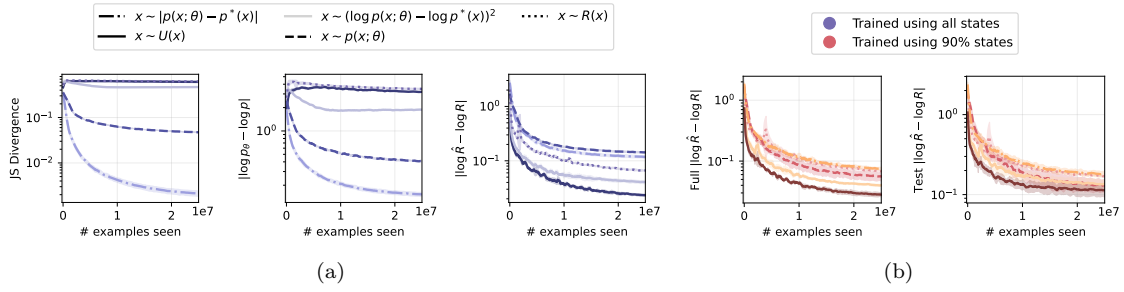 x ~ |p(x; θ) − p*(x)|
x ~ (log p(x; θ) − log p*(x))²
x ~ R(x)
x ~ U(x)
x ~ p(x; θ)
Trained using all states
Trained using 90% states
JS Divergence
10⁻¹
10⁻²
0 1 2
1e7
# examples seen
|log p_θ − log p|
10⁰
0 1 2
1e7
# examples seen
|log R̂ − log R|
10⁰
10⁻¹
0 1 2
1e7
# examples seen
(a)
Full |log R̂ − log R|
10⁰
10⁻¹
0 1 2
1e7
# examples seen
Test |log R̂ − log R|
10⁰
10⁻¹
0 1 2
1e7
# examples seen
(b)